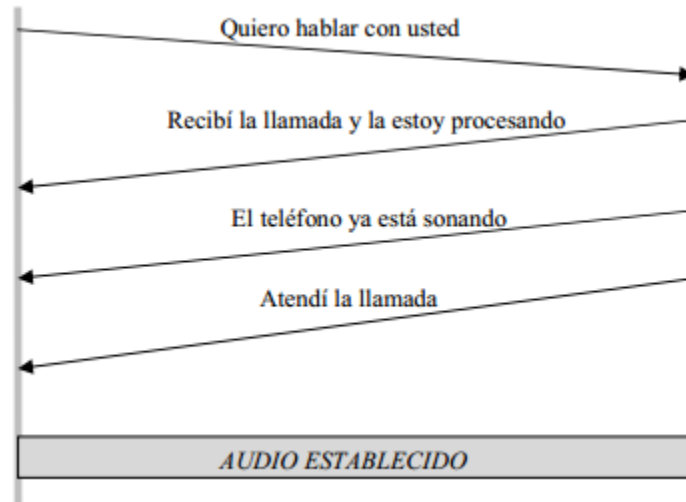 Quiero hablar con usted
Recibí la llamada y la estoy procesando
El teléfono ya está sonando
Atendí la llamada
AUDIO ESTABLECIDO